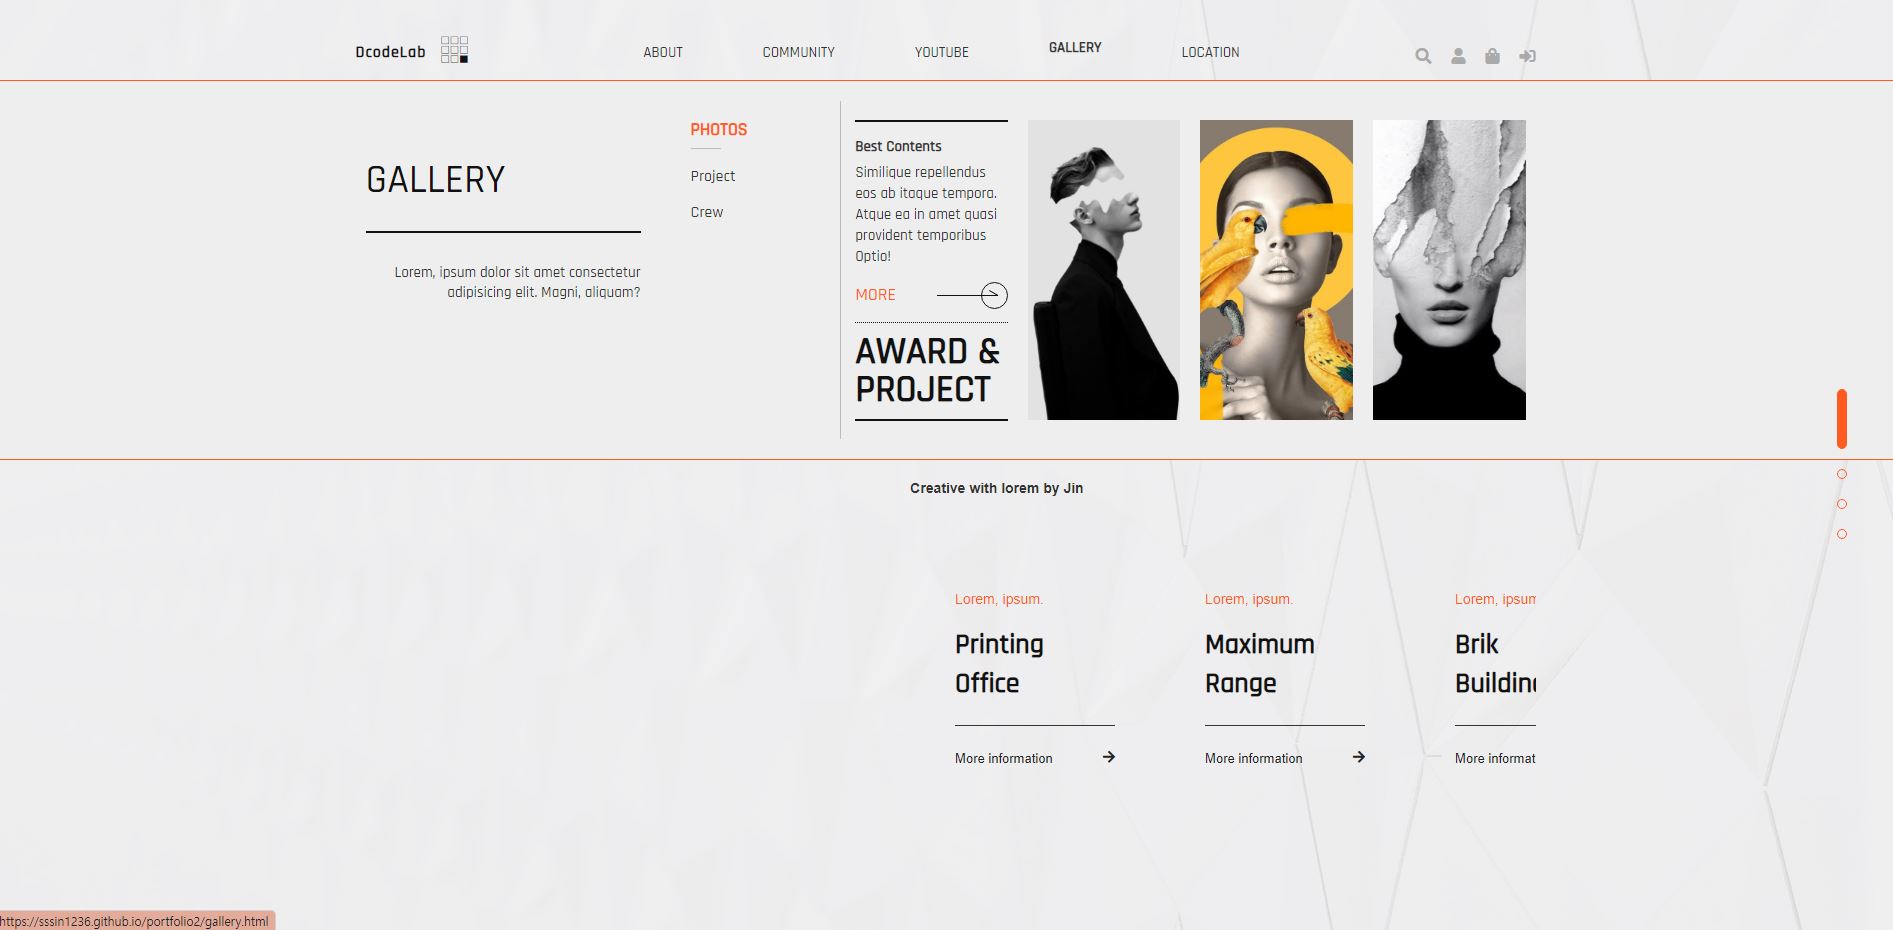 DcodeLab
ABOUT
COMMUNITY
YOUTUBE
GALLERY
LOCATION
GALLERY
Lorem, ipsum dolor sit amet consectetur
adipisicing elit. Magni, aliquam?
PHOTOS
Project
Crew
Best Contents
Similique repellendus
eos ab itaque tempora.
Atque ea in amet quasi
provident temporibus
Optio!
MORE
AWARD &
PROJECT
Creative with lorem by Jin
Lorem, ipsum.
Printing
Office
More information
Lorem, ipsum.
Maximum
Range
More information
Lorem, ipsum
Brik
Building
More informat
https://sssin1236.github.io/portfolio2/gallery.html